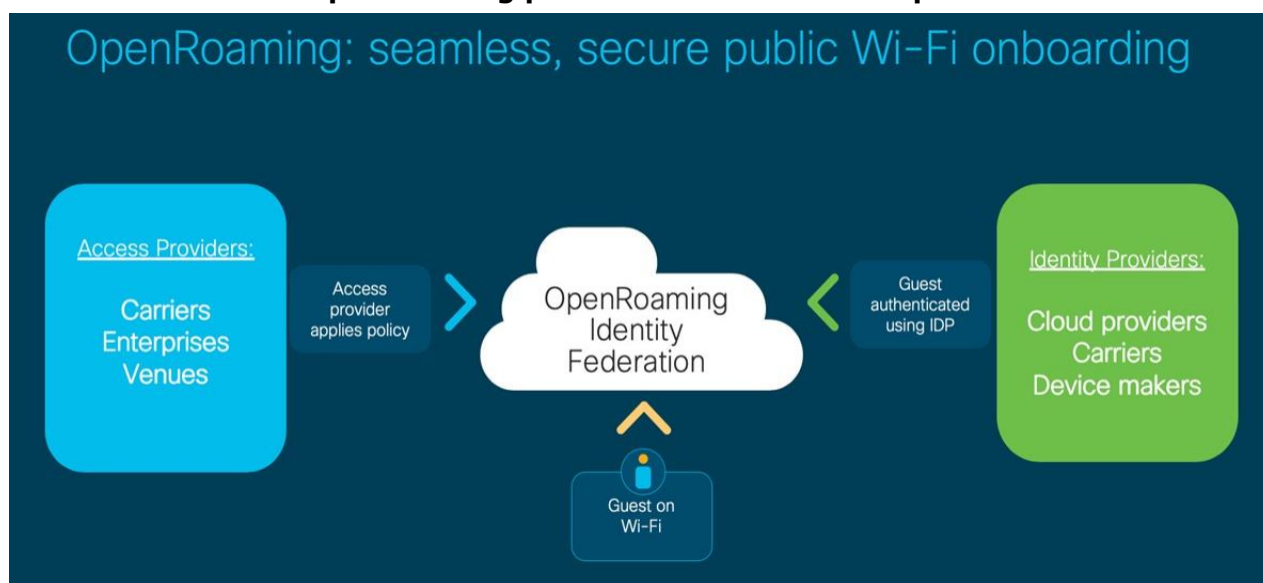 OpenRoaming: seamless, secure public Wi-Fi onboarding
Access Providers:
Carriers
Enterprises
Venues
Access
provider
applies policy
OpenRoaming
Identity
Federation
Guest
authenticated
using IDP
Identity Providers:
Cloud providers
Carriers
Device makers
Guest on
Wi-Fi